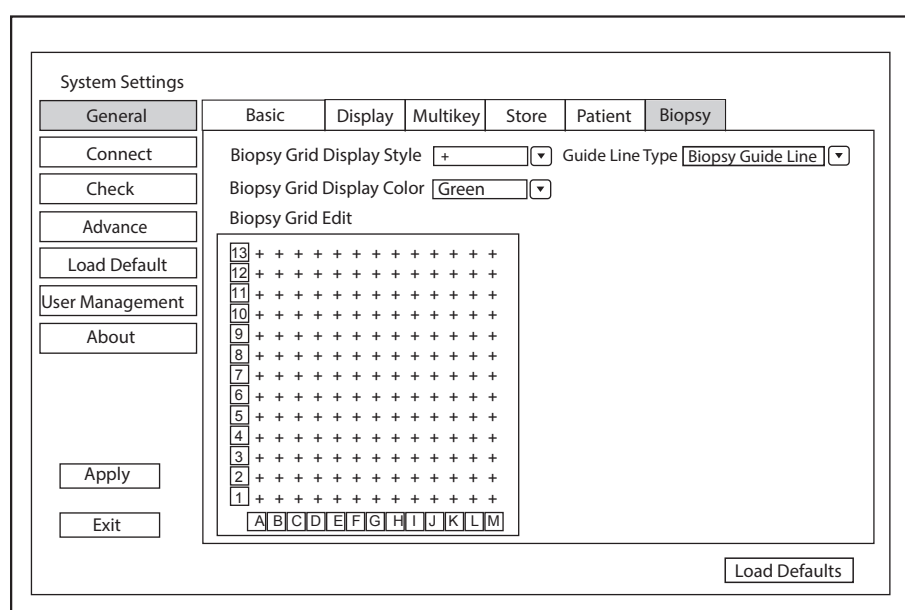 System Settings
General
Basic Display Multikey Store Patient Biopsy
Connect
Biopsy Grid Display Style + Guide Line Type Biopsy Guide Line
Check
Biopsy Grid Display Color Green
Advance
Biopsy Grid Edit
Load Default
User Management
About
13 + + + + + + + + + + + + +
12 + + + + + + + + + + + + +
11 + + + + + + + + + + + + +
10 + + + + + + + + + + + + +
9 + + + + + + + + + + + + +
8 + + + + + + + + + + + + +
7 + + + + + + + + + + + + +
6 + + + + + + + + + + + + +
5 + + + + + + + + + + + + +
4 + + + + + + + + + + + + +
3 + + + + + + + + + + + + +
2 + + + + + + + + + + + + +
1 + + + + + + + + + + + + +
A B C D E F G H I J K L M
Apply
Exit
Load Defaults